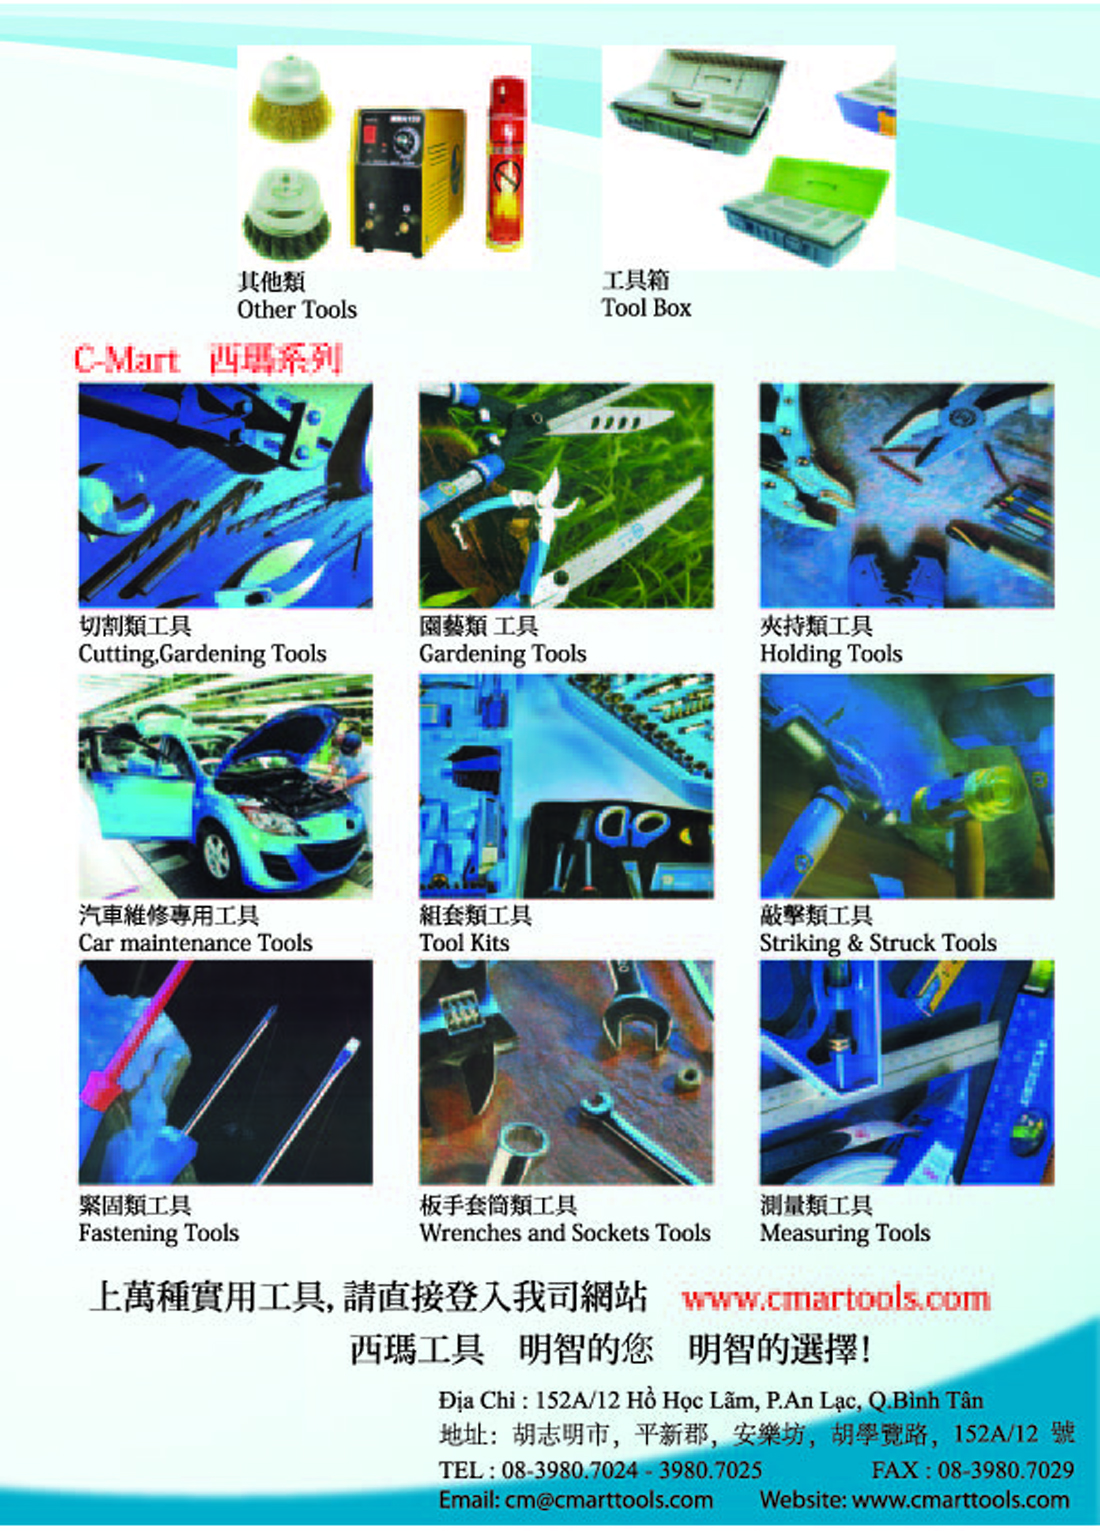 其他類
Other Tools
工具箱
Tool Box
C-Mart 西瑪系列
切割類工具
Cutting,Gardening Tools
園藝類 工具
Gardening Tools
夾持類工具
Holding Tools
汽車維修專用工具
Car maintenance Tools
組套類工具
Tool Kits
敲擊類工具
Striking & Struck Tools
緊固類工具
Fastening Tools
板手套筒類工具
Wrenches and Sockets Tools
測量類工具
Measuring Tools
上萬種實用工具, 請直接登入我司網站 www.cmartools.com
西瑪工具 明智的您 明智的選擇!
Địa Chỉ : 152A/12 Hồ Học Lãm, P.An Lạc, Q.Bình Tân
地址: 胡志明市, 平新郡, 安樂坊, 胡學覽路, 152A/12 號
TEL : 08-3980.7024 - 3980.7025 FAX : 08-3980.7029
Email: cm@cmarttools.com Website: www.cmarttools.com